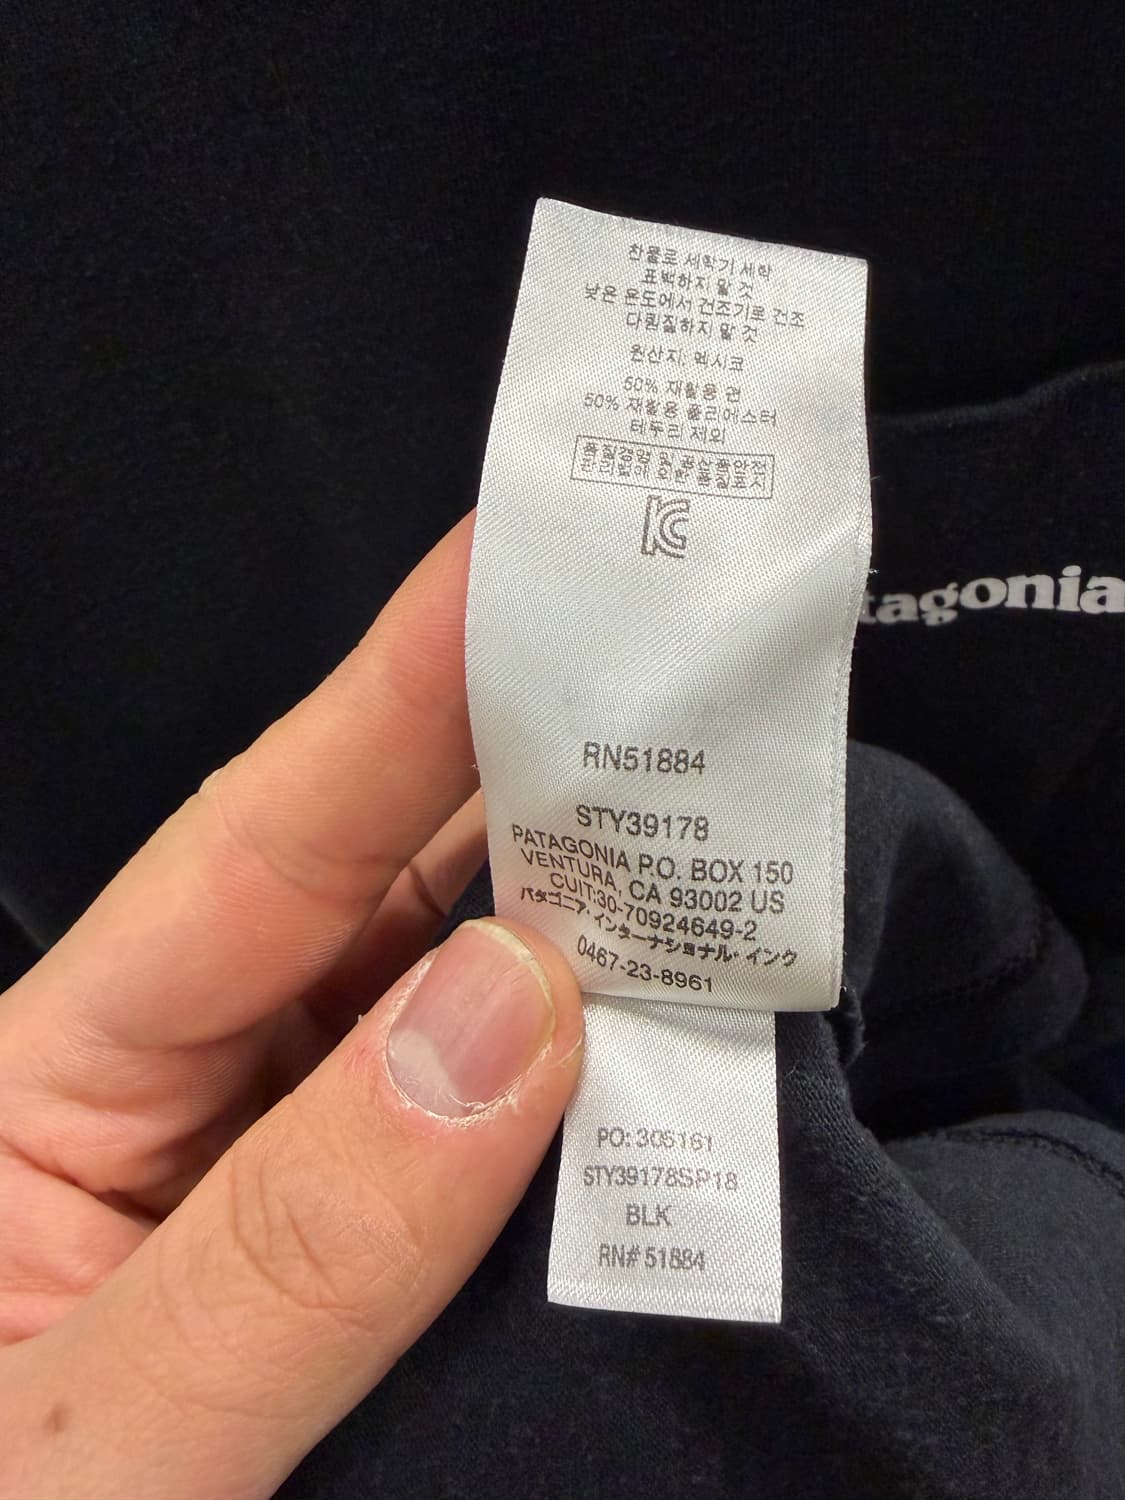 찬물로 세탁기 세탁
표백하지 말 것
낮은 온도에서 건조기로 건조
다림질하지 말 것
원산지: 멕시코
50% 재활용 면
50% 재활용 폴리에스터
테두리 제외
품질경영 및 공산품안전
관리법에 의한 품질표시
RN51884
STY39178
PATAGONIA P.O. BOX 150
VENTURA, CA 93002 US
CUIT:30-70924649-2
パタゴニア・インターナショナル・インク
0467-23-8961
PO: 305161
STY39178SP18
BLK
RN# 51884
tagonia